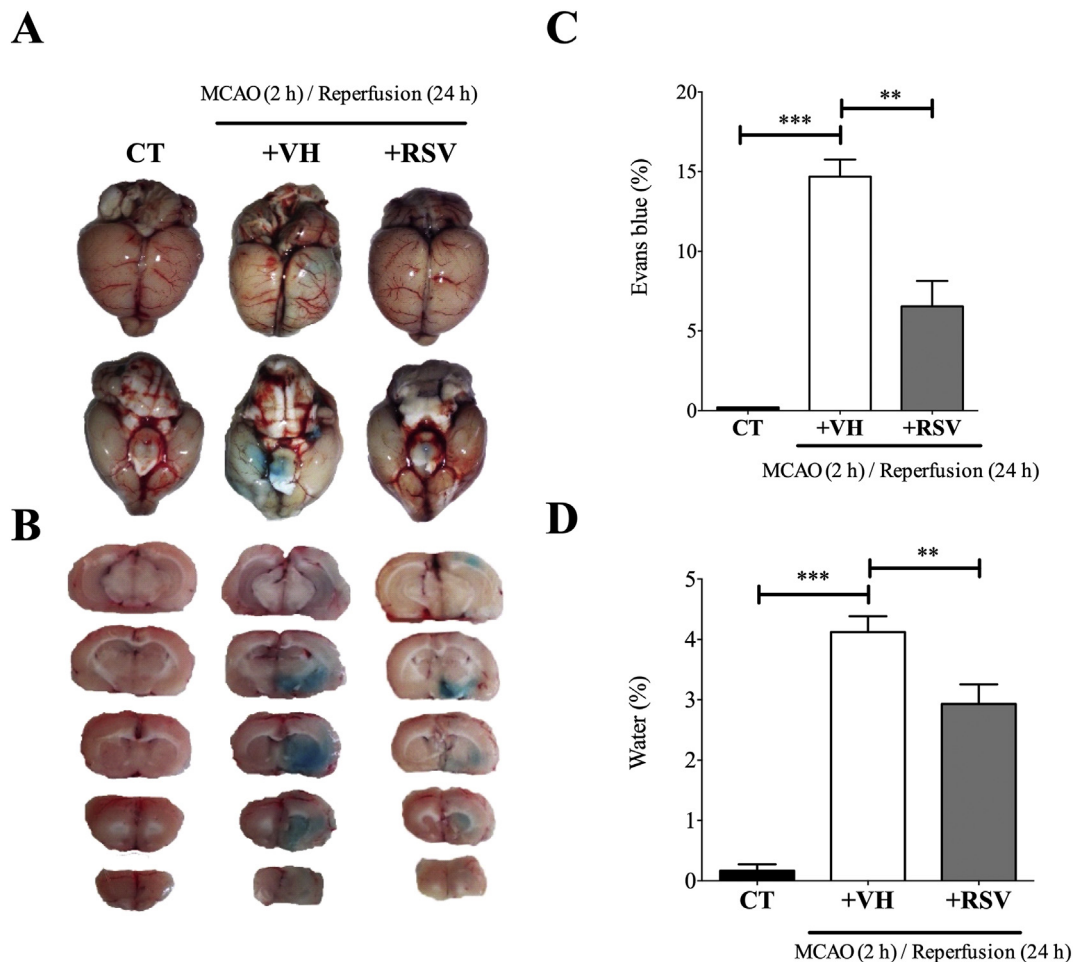 A
MCAO (2 h) / Reperfusion (24 h)
CT +VH +RSV
B
C
20
15
10
5
0
Evans blue (%)
***
**
CT +VH +RSV
MCAO (2 h) / Reperfusion (24 h)
D
5
4
3
2
1
0
Water (%)
***
**
CT +VH +RSV
MCAO (2 h) / Reperfusion (24 h)